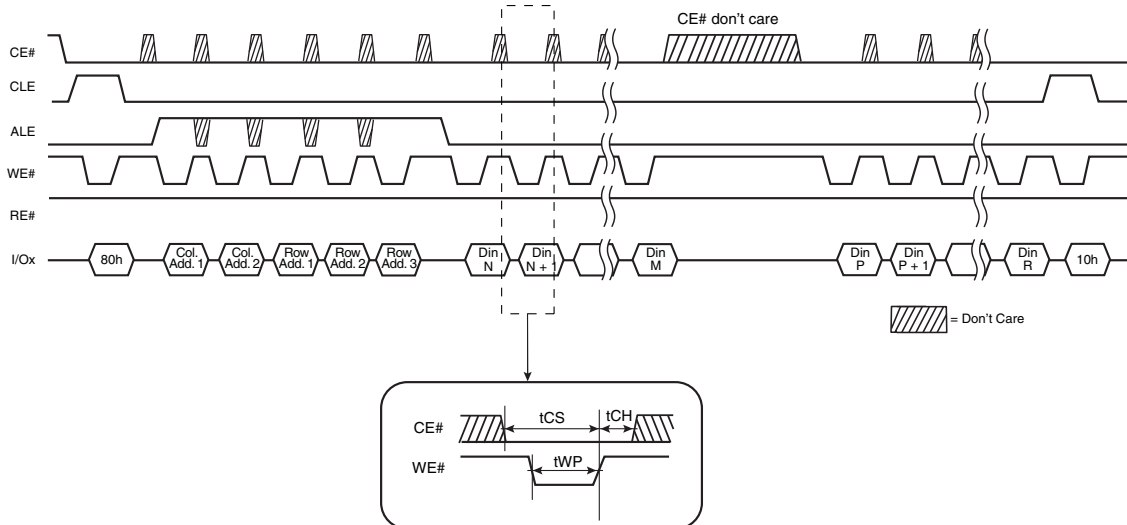 CE# don't care
CE#
CLE
ALE
WE#
RE#
I/Ox
80h
Col. Add. 1
Col. Add. 2
Row Add. 1
Row Add. 2
Row Add. 3
Din N
Din N + 1
Din M
Din P
Din P + 1
Din R
10h
= Don't Care
CE#
tCS
tCH
WE#
tWP